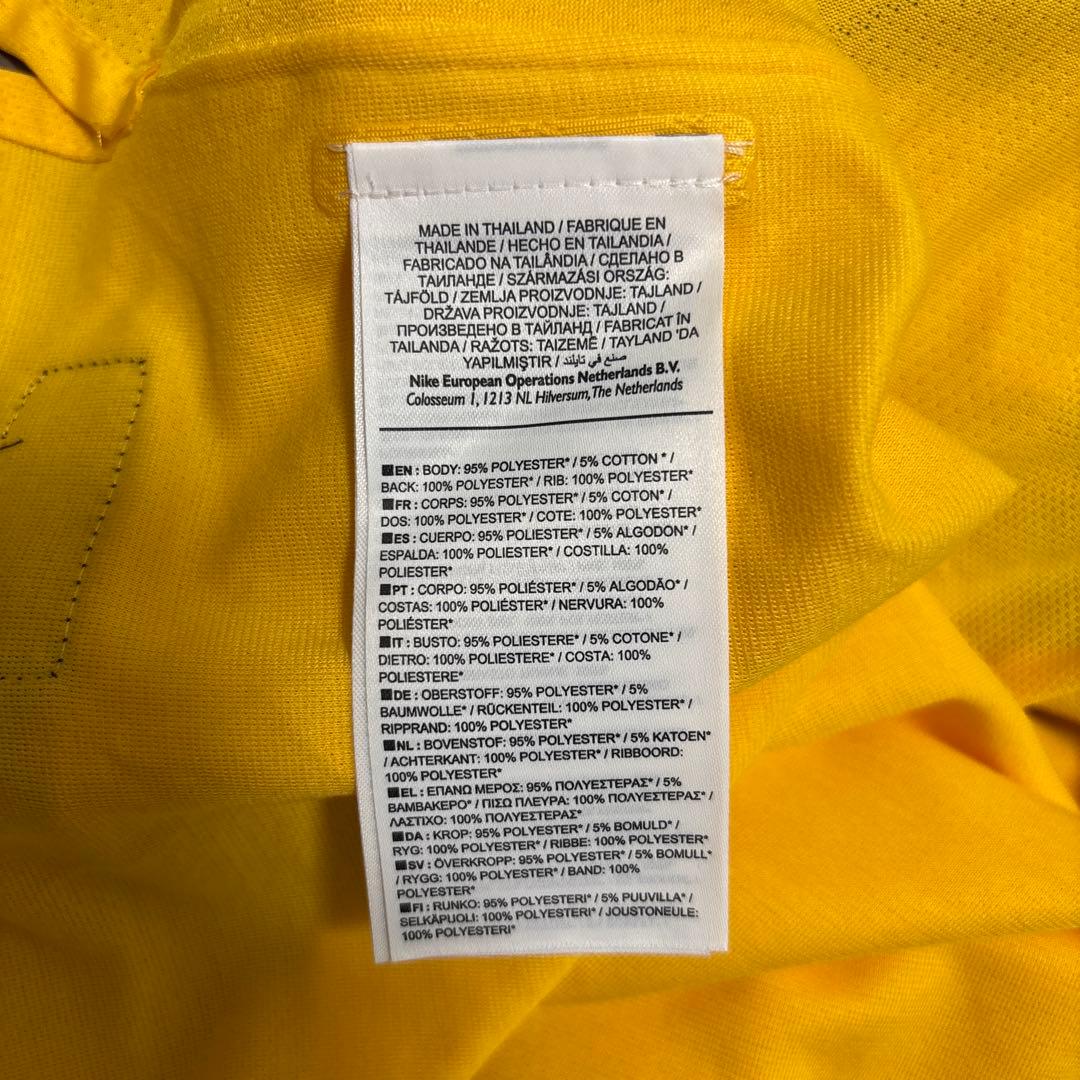 MADE IN THAILAND / FABRIQUE EN
THAILANDE / HECHO EN TAILANDIA /
FABRICADO NA TAILÂNDIA / СДЕЛАНО В
ТАИЛАНДЕ / SZÁRMAZÁSI ORSZÁG:
TÁJFÖLD / ZEMLJA PROIZVODNJE: TAJLAND /
DRŽAVA PROIZVODNJE: TAJLAND /
ПРОИЗВЕДЕНО В ТАЙЛАНД / FABRICAT ÎN
TAILANDA / RAŽOTS: TAIZEMĒ / TAYLAND 'DA
YAPILMIŞTIR / صنع في تايلند
Nike European Operations Netherlands B.V.
Colosseum 1, 1213 NL Hilversum, The Netherlands
EN : BODY: 95% POLYESTER* / 5% COTTON * /
BACK: 100% POLYESTER* / RIB: 100% POLYESTER*
FR : CORPS: 95% POLYESTER* / 5% COTON* /
DOS: 100% POLYESTER* / COTE: 100% POLYESTER*
ES : CUERPO: 95% POLIESTER* / 5% ALGODON* /
ESPALDA: 100% POLIESTER* / COSTILLA: 100%
POLIESTER*
PT : CORPO: 95% POLIÉSTER* / 5% ALGODÃO* /
COSTAS: 100% POLIÉSTER* / NERVURA: 100%
POLIÉSTER*
IT : BUSTO: 95% POLIESTERE* / 5% COTONE* /
DIETRO: 100% POLIESTERE* / COSTA: 100%
POLIESTERE*
DE : OBERSTOFF: 95% POLYESTER* / 5%
BAUMWOLLE* / RÜCKENTEIL: 100% POLYESTER* /
RIPPRAND: 100% POLYESTER*
NL : BOVENSTOF: 95% POLYESTER* / 5% KATOEN*
/ ACHTERKANT: 100% POLYESTER* / RIBBOORD:
100% POLYESTER*
EL : ΕΠΑΝΩ ΜΕΡΟΣ: 95% ΠΟΛΥΕΣΤΕΡΑΣ* / 5%
ΒΑΜΒΑΚΕΡΟ* / ΠΙΣΩ ΠΛΕΥΡΑ: 100% ΠΟΛΥΕΣΤΕΡΑΣ* /
ΛΑΣΤΙΧΟ: 100% ΠΟΛΥΕΣΤΕΡΑΣ*
DA : KROP: 95% POLYESTER* / 5% BOMULD* /
RYG: 100% POLYESTER* / RIBBE: 100% POLYESTER*
SV : ÖVERKROPP: 95% POLYESTER* / 5% BOMULL*
/ RYGG: 100% POLYESTER* / BAND: 100%
POLYESTER*
FI : RUNKO: 95% POLYESTERI* / 5% PUUVILLA* /
SELKÄPUOLI: 100% POLYESTERI* / JOUSTONEULE:
100% POLYESTERI*